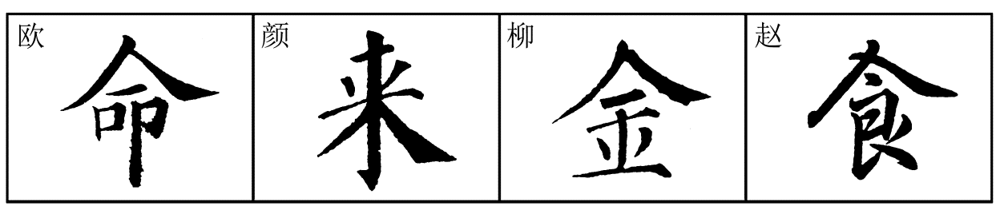 欧 命 颜 来 柳 金 赵 食